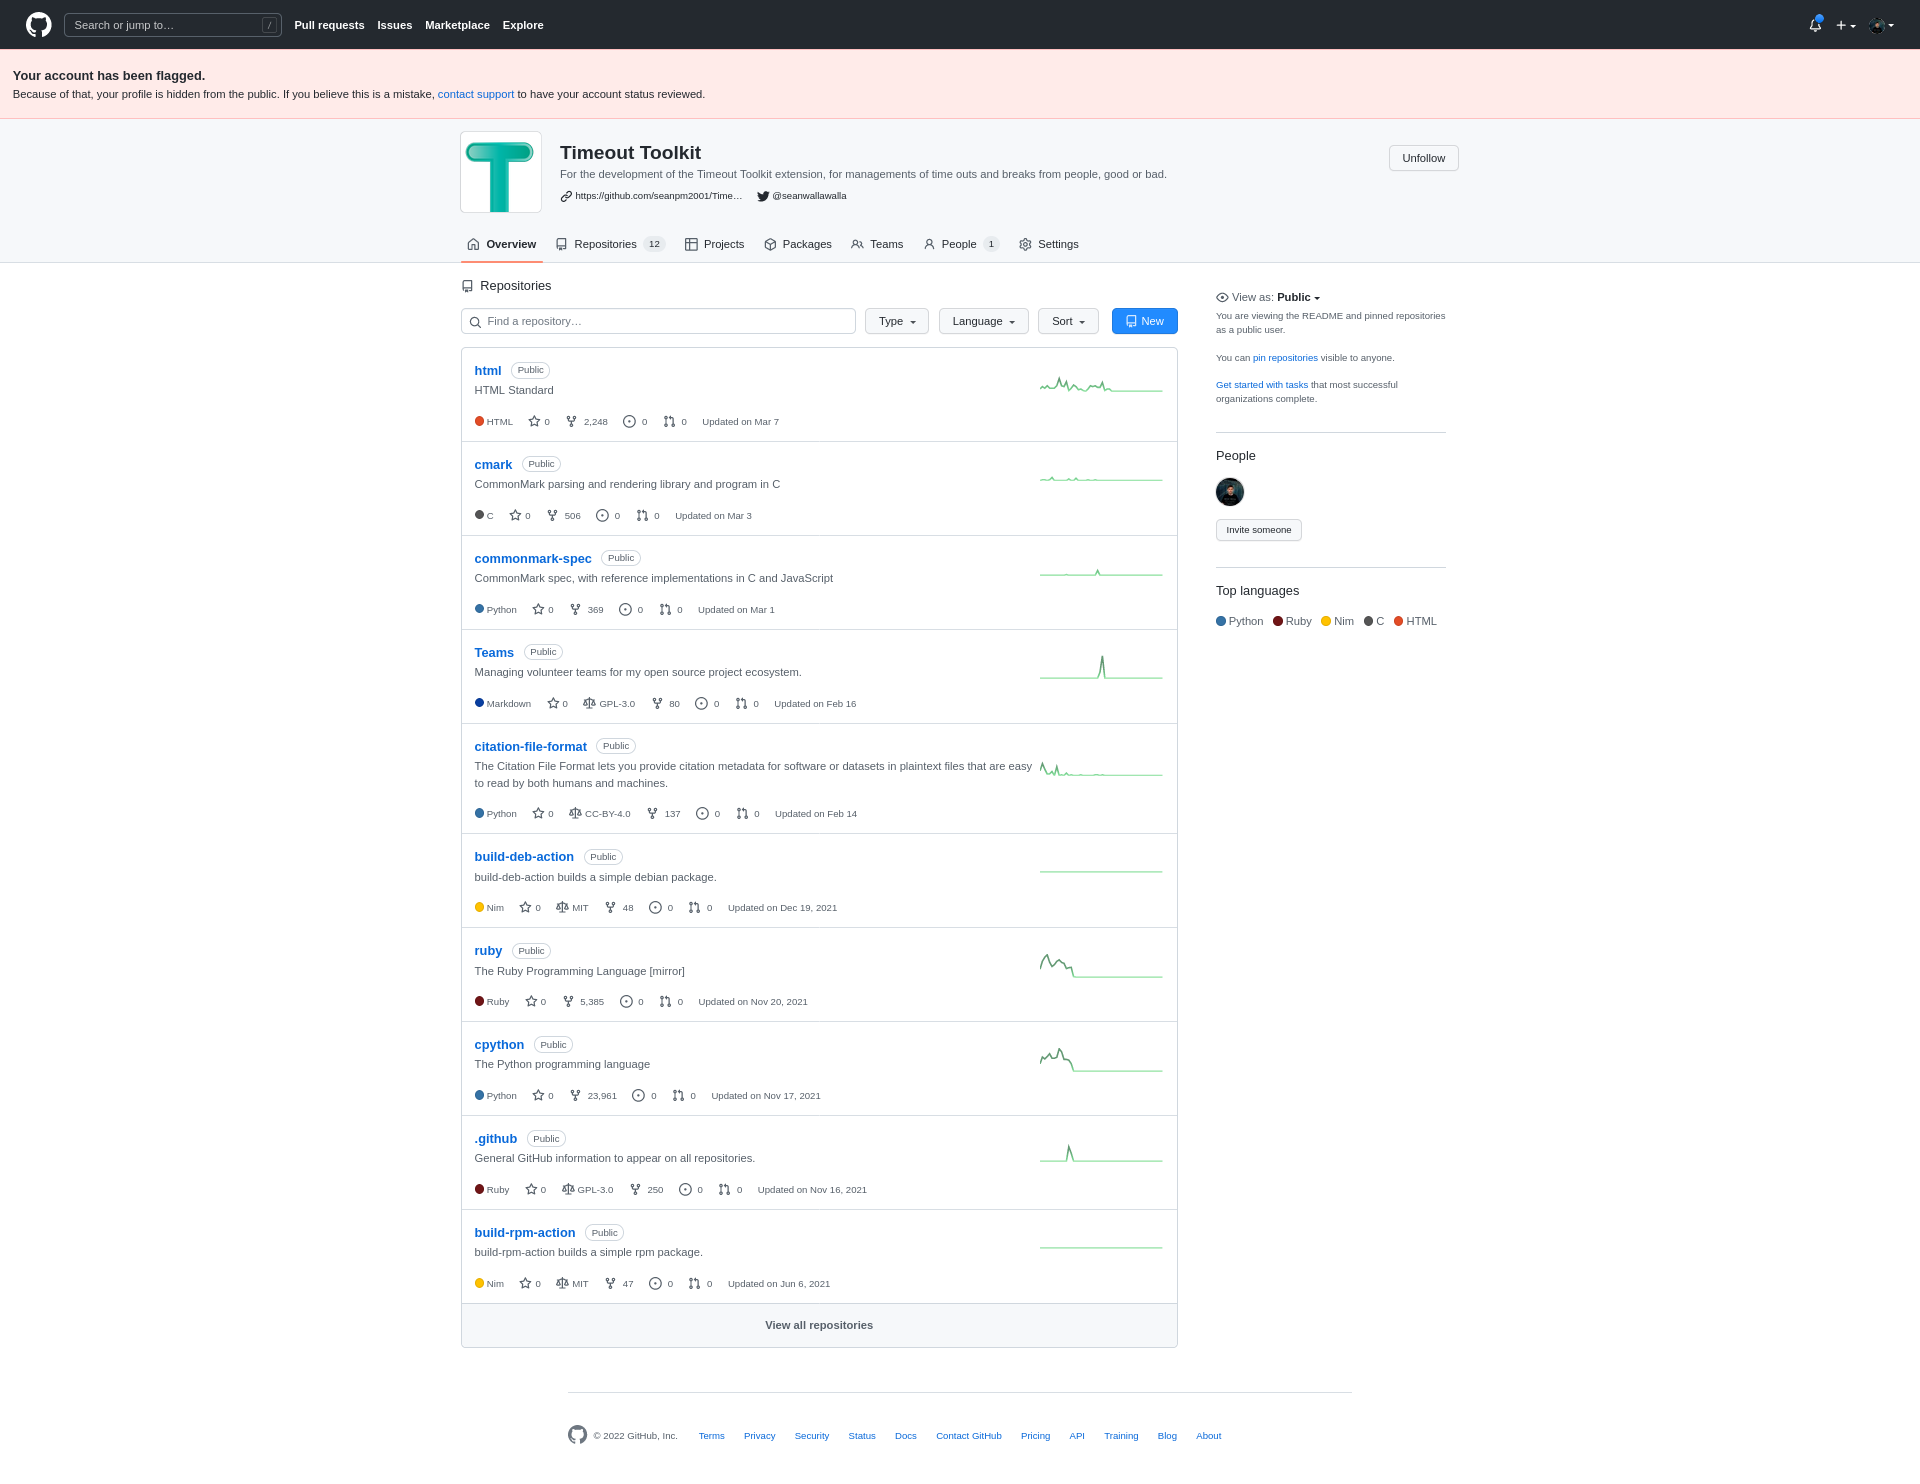 Search or jump to… /
Pull requests Issues Marketplace Explore
Your account has been flagged.
Because of that, your profile is hidden from the public. If you believe this is a mistake, contact support to have your account status reviewed.
Timeout Toolkit
For the development of the Timeout Toolkit extension, for managements of time outs and breaks from people, good or bad.
https://github.com/seanpm2001/Time… @seanwallawalla
Unfollow
Overview Repositories 12 Projects Packages Teams People 1 Settings
Repositories
Find a repository… Type Language Sort New
html Public
HTML Standard
HTML 0 2,248 0 0 Updated on Mar 7
cmark Public
CommonMark parsing and rendering library and program in C
C 0 506 0 0 Updated on Mar 3
commonmark-spec Public
CommonMark spec, with reference implementations in C and JavaScript
Python 0 369 0 0 Updated on Mar 1
Teams Public
Managing volunteer teams for my open source project ecosystem.
Markdown 0 GPL-3.0 80 0 0 Updated on Feb 16
citation-file-format Public
The Citation File Format lets you provide citation metadata for software or datasets in plaintext files that are easy
to read by both humans and machines.
Python 0 CC-BY-4.0 137 0 0 Updated on Feb 14
build-deb-action Public
build-deb-action builds a simple debian package.
Nim 0 MIT 48 0 0 Updated on Dec 19, 2021
ruby Public
The Ruby Programming Language [mirror]
Ruby 0 5,385 0 0 Updated on Nov 20, 2021
cpython Public
The Python programming language
Python 0 23,961 0 0 Updated on Nov 17, 2021
.github Public
General GitHub information to appear on all repositories.
Ruby 0 GPL-3.0 250 0 0 Updated on Nov 16, 2021
build-rpm-action Public
build-rpm-action builds a simple rpm package.
Nim 0 MIT 47 0 0 Updated on Jun 6, 2021
View all repositories
View as: Public
You are viewing the README and pinned repositories
as a public user.
You can pin repositories visible to anyone.
Get started with tasks that most successful
organizations complete.
People
Invite someone
Top languages
Python Ruby Nim C HTML
© 2022 GitHub, Inc. Terms Privacy Security Status Docs Contact GitHub Pricing API Training Blog About